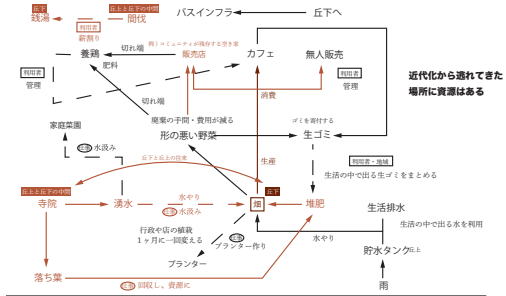 丘下
丘上と丘下の中間
バスインフラ
丘下へ
銭湯
間伐
利用者
薪割り
例）コミュニティが残存する空き家
養鶏
切れ端
販売店
カフェ
無人販売
肥料
利用者
管理
利用者
管理
近代化から逃れてきた
場所に資源はある
消費
切れ端
廃棄の手間・費用が減る
ゴミを寄付する
家庭菜園
形の悪い野菜
生ゴミ
水汲み
丘下と丘上の往来
生産
利用者・地域
生活の中で出る生ゴミをまとめる
丘上と丘下の中間
丘下
寺院
湧水
水やり
畑
堆肥
生活排水
水汲み
生活の中で出る水を利用
行政や店の植栽
1ヶ月に一回変える
プランター作り
水やり
貯水タンク
丘上
プランター
落ち葉
回収し、資源に
雨